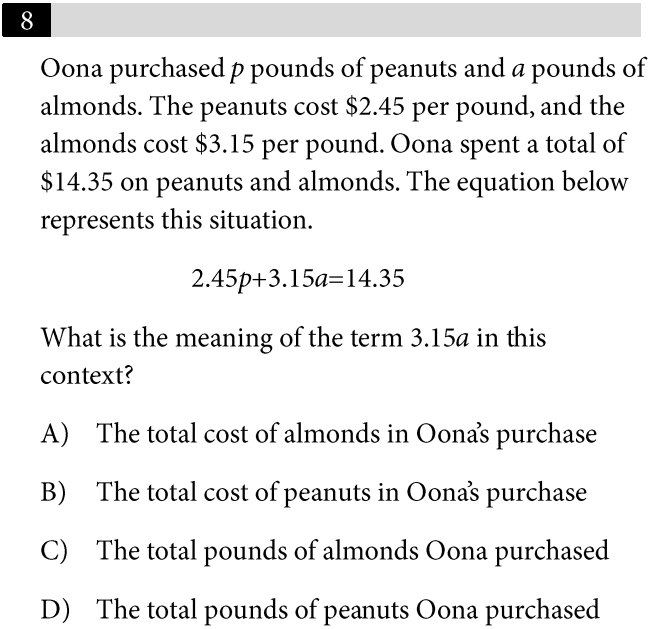 8
Oona purchased p pounds of peanuts and a pounds of
almonds. The peanuts cost $2.45 per pound, and the
almonds cost $3.15 per pound. Oona spent a total of
$14.35 on peanuts and almonds. The equation below
represents this situation.
2.45p+3.15a=14.35
What is the meaning of the term 3.15a in this
context?
A) The total cost of almonds in Oona's purchase
B) The total cost of peanuts in Oona's purchase
C) The total pounds of almonds Oona purchased
D) The total pounds of peanuts Oona purchased